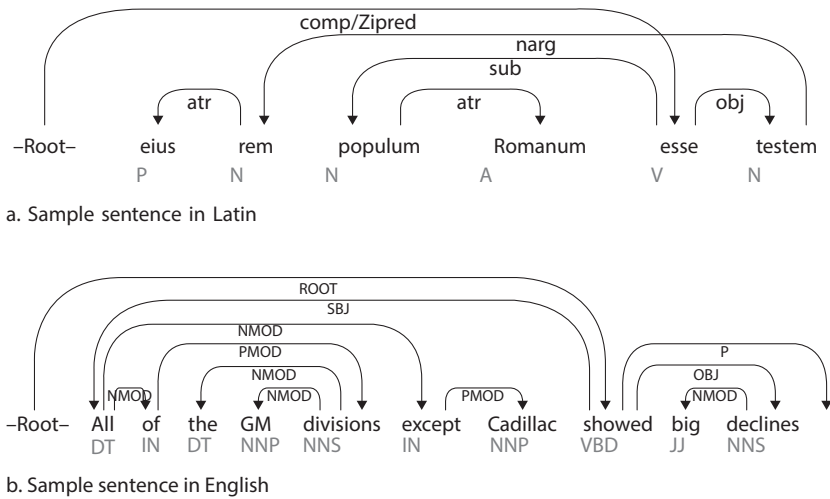 comp/Zipred
narg
sub
atr atr obj
–Root– eius rem populum Romanum esse testem
P N N A V N
a. Sample sentence in Latin
ROOT
SBJ
NMOD
PMOD P
NMOD OBJ
NMOD NMOD PMOD NMOD
–Root– All of the GM divisions except Cadillac showed big declines
DT IN DT NNP NNS IN NNP VBD JJ NNS
b. Sample sentence in English